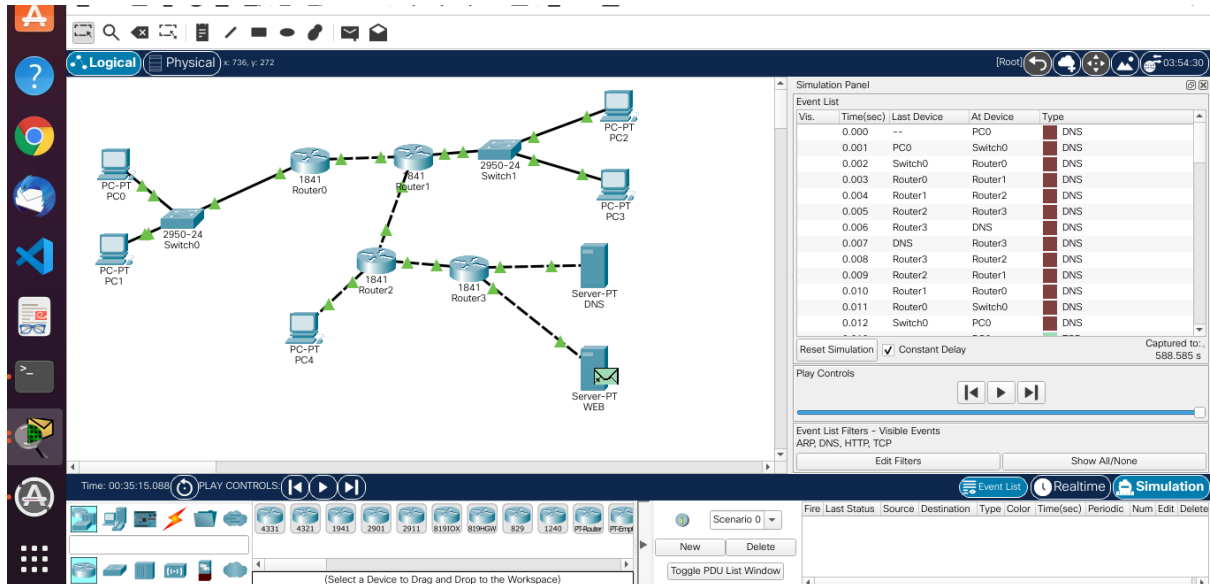 Logical Physical x: 736, y: 272 [Root] 03:54:30
PC-PT
PC2
1841
Router0
1841
Router1
2950-24
Switch1
PC-PT
PC0
PC-PT
PC3
2950-24
Switch0
PC-PT
PC1
1841
Router2
1841
Router3
Server-PT
DNS
PC-PT
PC4
Server-PT
WEB
Simulation Panel
Event List
Vis. Time(sec) Last Device At Device Type
0.000 -- PC0 DNS
0.001 PC0 Switch0 DNS
0.002 Switch0 Router0 DNS
0.003 Router0 Router1 DNS
0.004 Router1 Router2 DNS
0.005 Router2 Router3 DNS
0.006 Router3 DNS DNS
0.007 DNS Router3 DNS
0.008 Router3 Router2 DNS
0.009 Router2 Router1 DNS
0.010 Router1 Router0 DNS
0.011 Router0 Switch0 DNS
0.012 Switch0 PC0 DNS
Reset Simulation Constant Delay Captured to:
588.585 s
Play Controls
Event List Filters - Visible Events
ARP, DNS, HTTP, TCP
Edit Filters Show All/None
Time: 00:35:15.088 PLAY CONTROLS: Event List Realtime Simulation
4331 4321 1941 2901 2911 819IOX 819HGW 829 1240 PT-Router PT-Empt
(Select a Device to Drag and Drop to the Workspace)
Scenario 0
New Delete
Toggle PDU List Window
Fire Last Status Source Destination Type Color Time(sec) Periodic Num Edit Delete